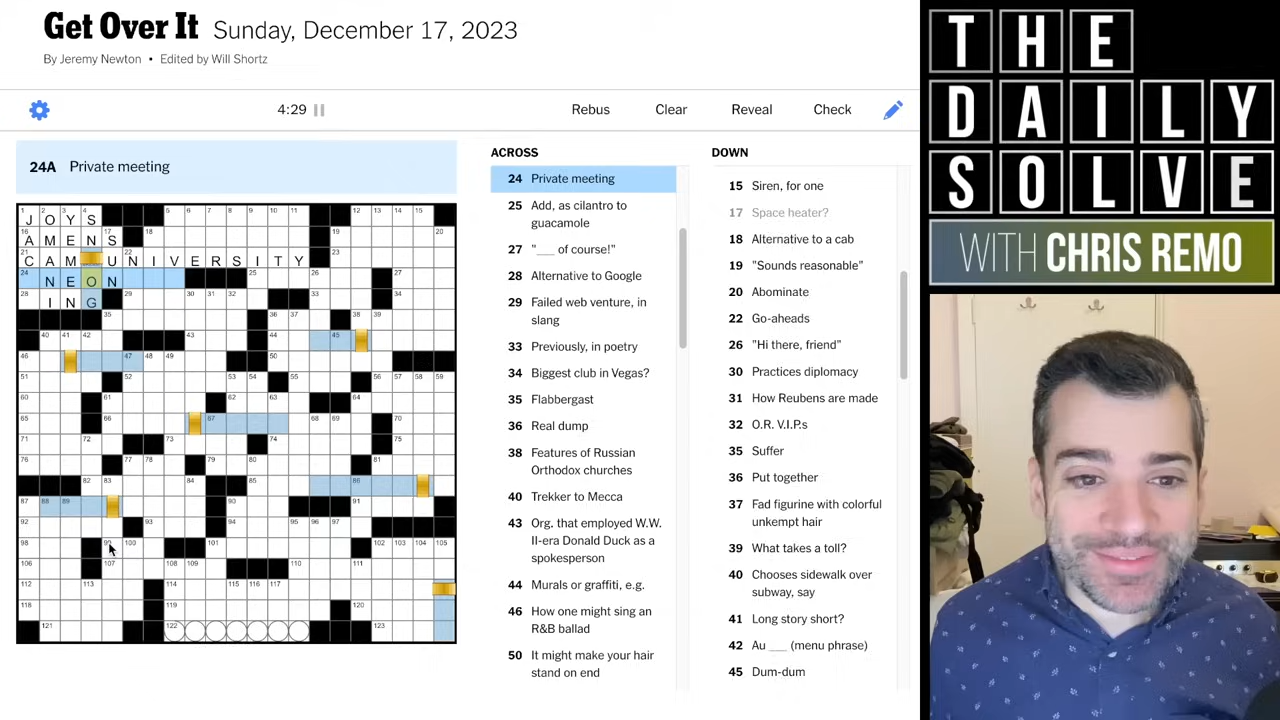 Get Over It Sunday, December 17, 2023
By Jeremy Newton • Edited by Will Shortz
4:29
Rebus Clear Reveal Check
24A Private meeting
ACROSS
24 Private meeting
25 Add, as cilantro to
guacamole
27 "___ of course!"
28 Alternative to Google
29 Failed web venture, in
slang
33 Previously, in poetry
34 Biggest club in Vegas?
35 Flabbergast
36 Real dump
38 Features of Russian
Orthodox churches
40 Trekker to Mecca
43 Org. that employed W.W.
II-era Donald Duck as a
spokesperson
44 Murals or graffiti, e.g.
46 How one might sing an
R&B ballad
50 It might make your hair
stand on end
DOWN
15 Siren, for one
17 Space heater?
18 Alternative to a cab
19 "Sounds reasonable"
20 Abominate
22 Go-aheads
26 "Hi there, friend"
30 Practices diplomacy
31 How Reubens are made
32 O.R. V.I.P.s
35 Suffer
36 Put together
37 Fad figurine with colorful
unkempt hair
39 What takes a toll?
40 Chooses sidewalk over
subway, say
41 Long story short?
42 Au ___ (menu phrase)
45 Dum-dum
JOYS
AMENS
CAM UNIVERSITY
NEON
ING
THE
DAILY
SOLVE
WITH CHRIS REMO